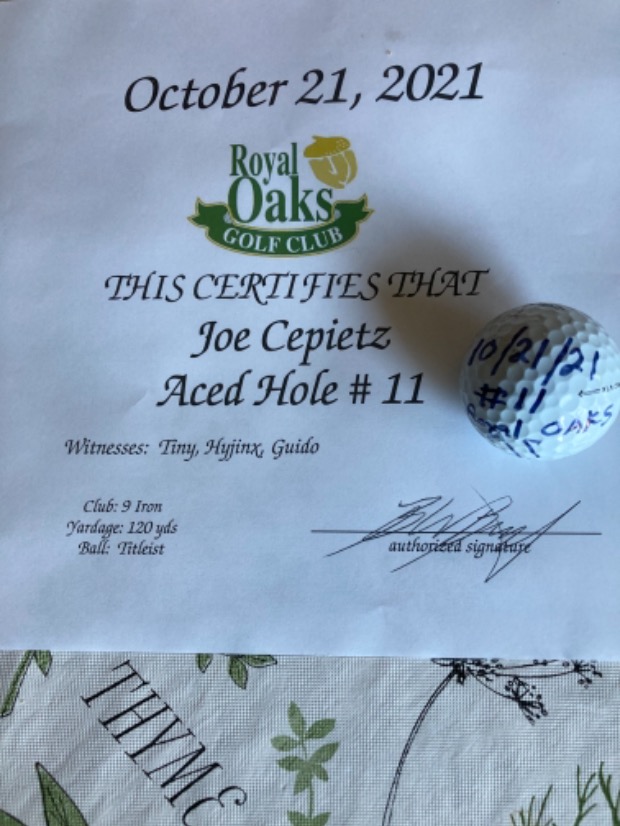 October 21, 2021
Royal
Oaks
GOLF CLUB
THIS CERTIFIES THAT
Joe Cepietz
Aced Hole # 11
Witnesses: Tiny, Hyjinx, Guido
Club: 9 Iron
Yardage: 120 yds
Ball: Titleist
authorized signature
10/21/21
#11
OAKS
THYME